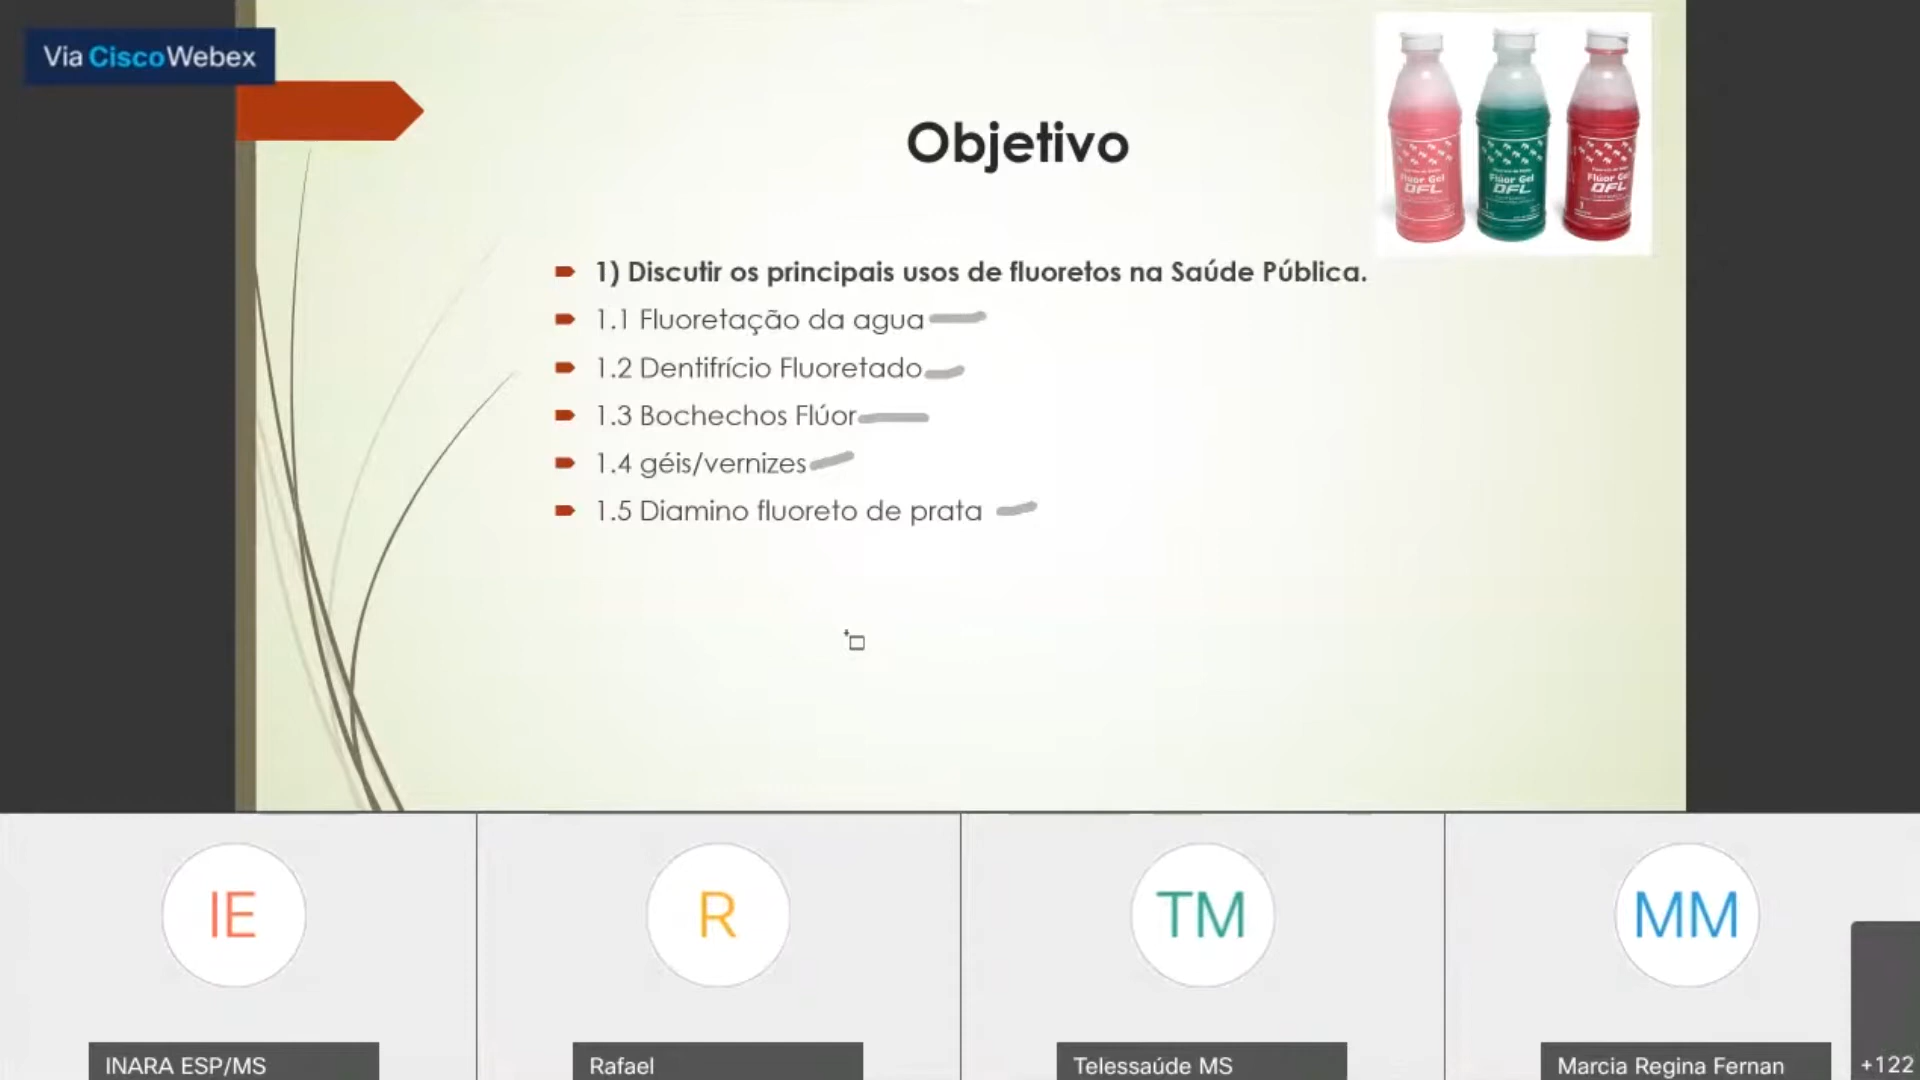 Via CiscoWebex
Objetivo
Flúor Gel
DFL
Flúor Gel
DFL
Flúor Gel
DFL
1) Discutir os principais usos de fluoretos na Saúde Pública.
1.1 Fluoretação da agua
1.2 Dentifrício Fluoretado
1.3 Bochechos Flúor
1.4 géis/vernizes
1.5 Diamino fluoreto de prata
IE
R
TM
MM
INARA ESP/MS
Rafael
Telessaúde MS
Marcia Regina Fernan
+122